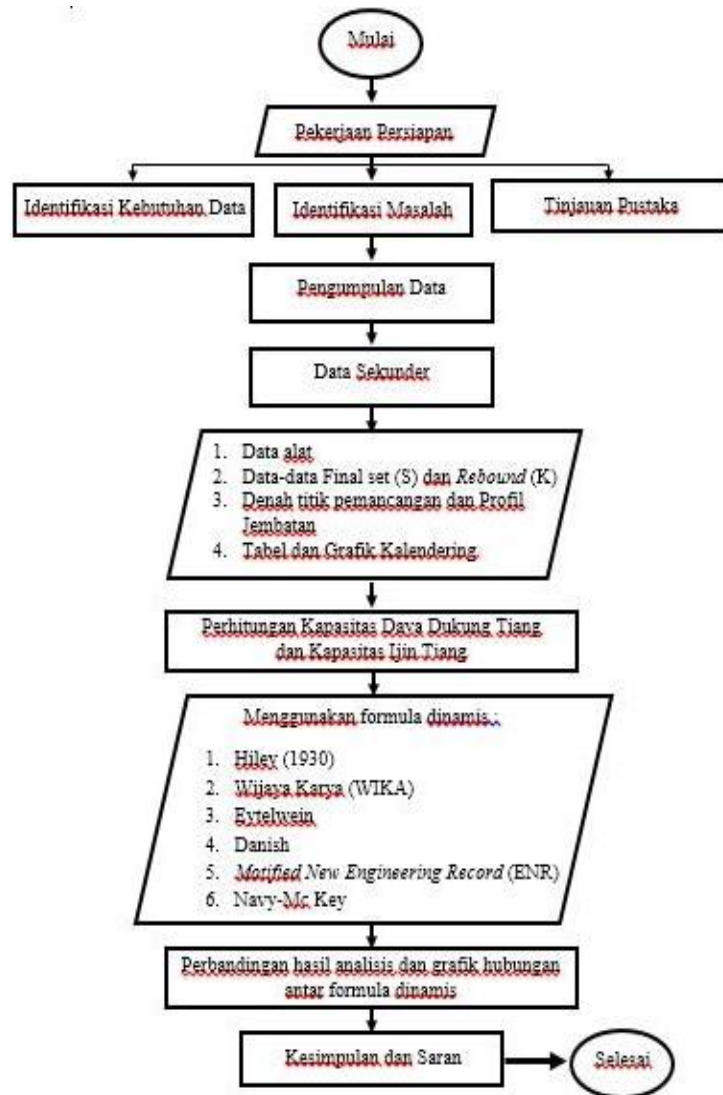 Mulai
Pekerjaan Persiapan
Identifikasi Kebutuhan Data
Identifikasi Masalah
Tinjauan Pustaka
Pengumpulan Data
Data Sekunder
1. Data alat
2. Data-data Final set (S) dan Rebound (K)
3. Denah titik pemancangan dan Profil
Jembatan
4. Tabel dan Grafik Kalendering.
Perhitungan Kapasitas Daya Dukung Tiang
dan Kapasitas Ijin Tiang
Menggunakan formula dinamis :
1. Hiley (1930)
2. Wijaya Karya (WIKA)
3. Eytelwein
4. Danish
5. Motified New Engineering Record (ENR)
6. Navy-Mc Key
Perbandingan hasil analisis dan grafik hubungan
antar formula dinamis
Kesimpulan dan Saran
Selesai